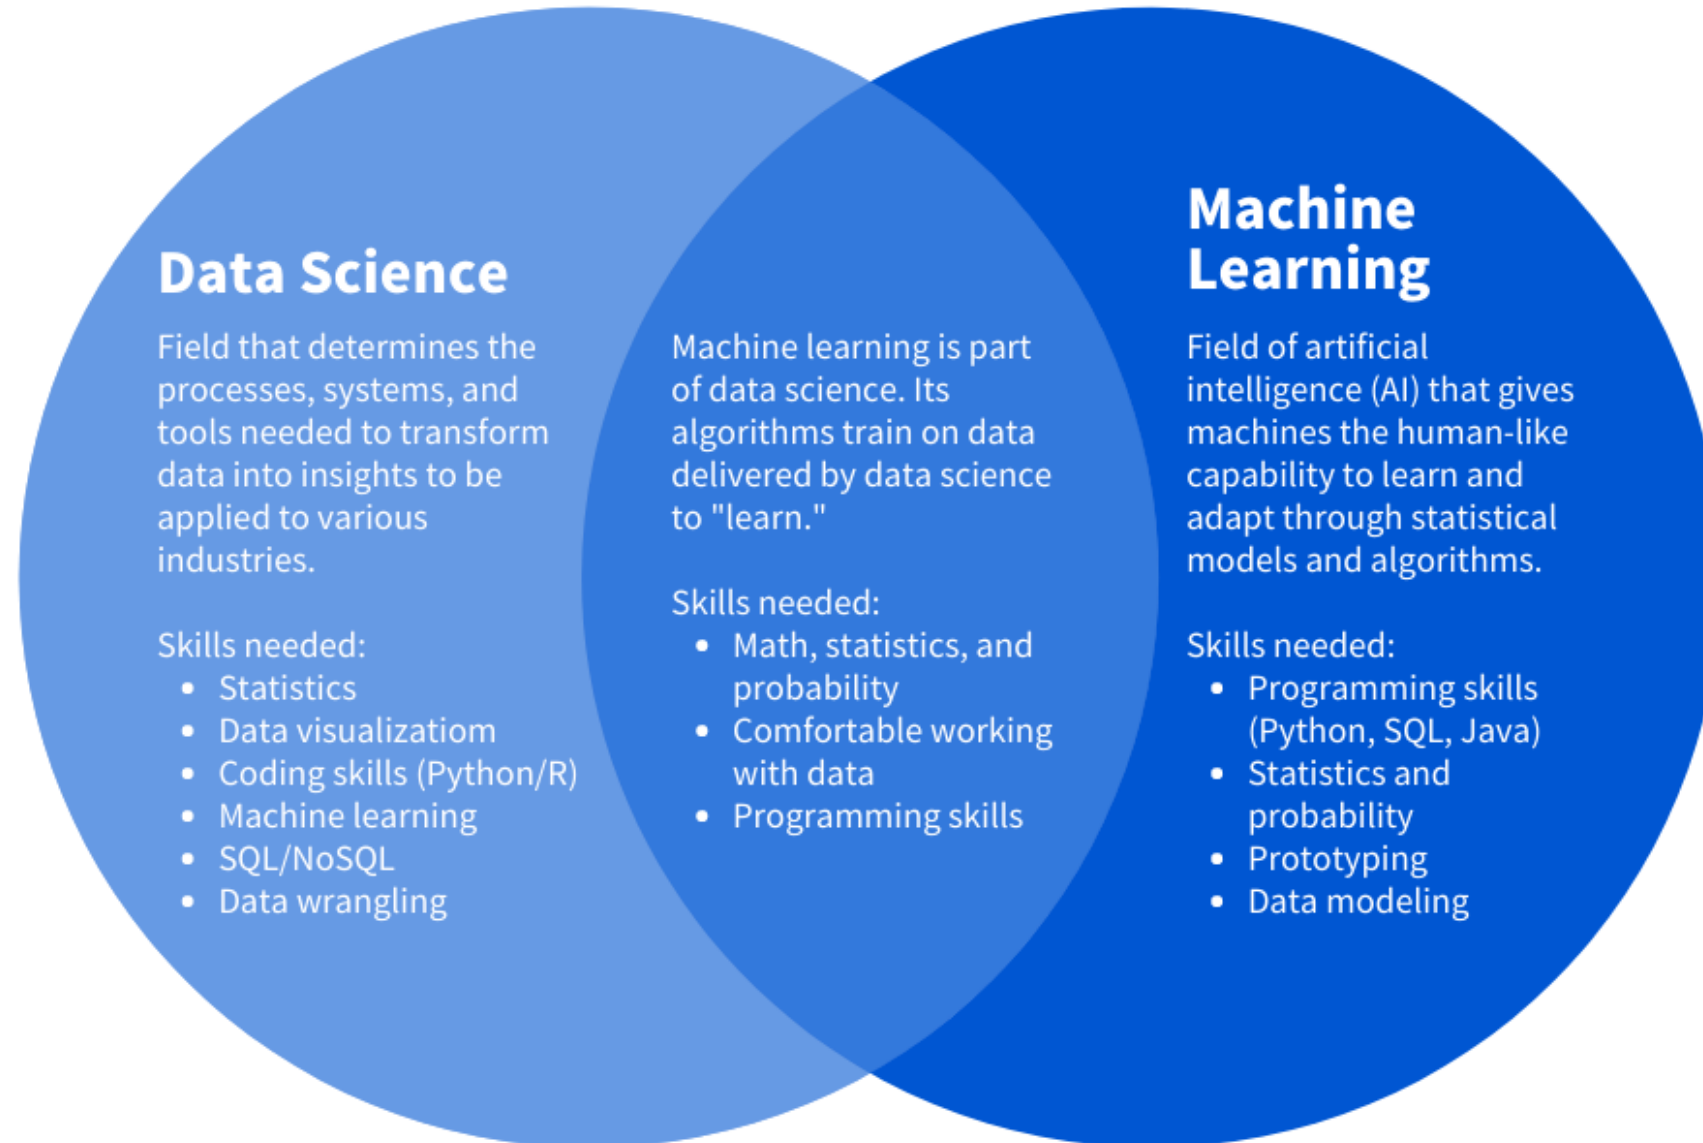 Data Science
Field that determines the
processes, systems, and
tools needed to transform
data into insights to be
applied to various
industries.
Skills needed:
• Statistics
• Data visualizatiom
• Coding skills (Python/R)
• Machine learning
• SQL/NoSQL
• Data wrangling
Machine learning is part
of data science. Its
algorithms train on data
delivered by data science
to "learn."
Skills needed:
• Math, statistics, and
probability
• Comfortable working
with data
• Programming skills
Machine
Learning
Field of artificial
intelligence (AI) that gives
machines the human-like
capability to learn and
adapt through statistical
models and algorithms.
Skills needed:
• Programming skills
(Python, SQL, Java)
• Statistics and
probability
• Prototyping
• Data modeling